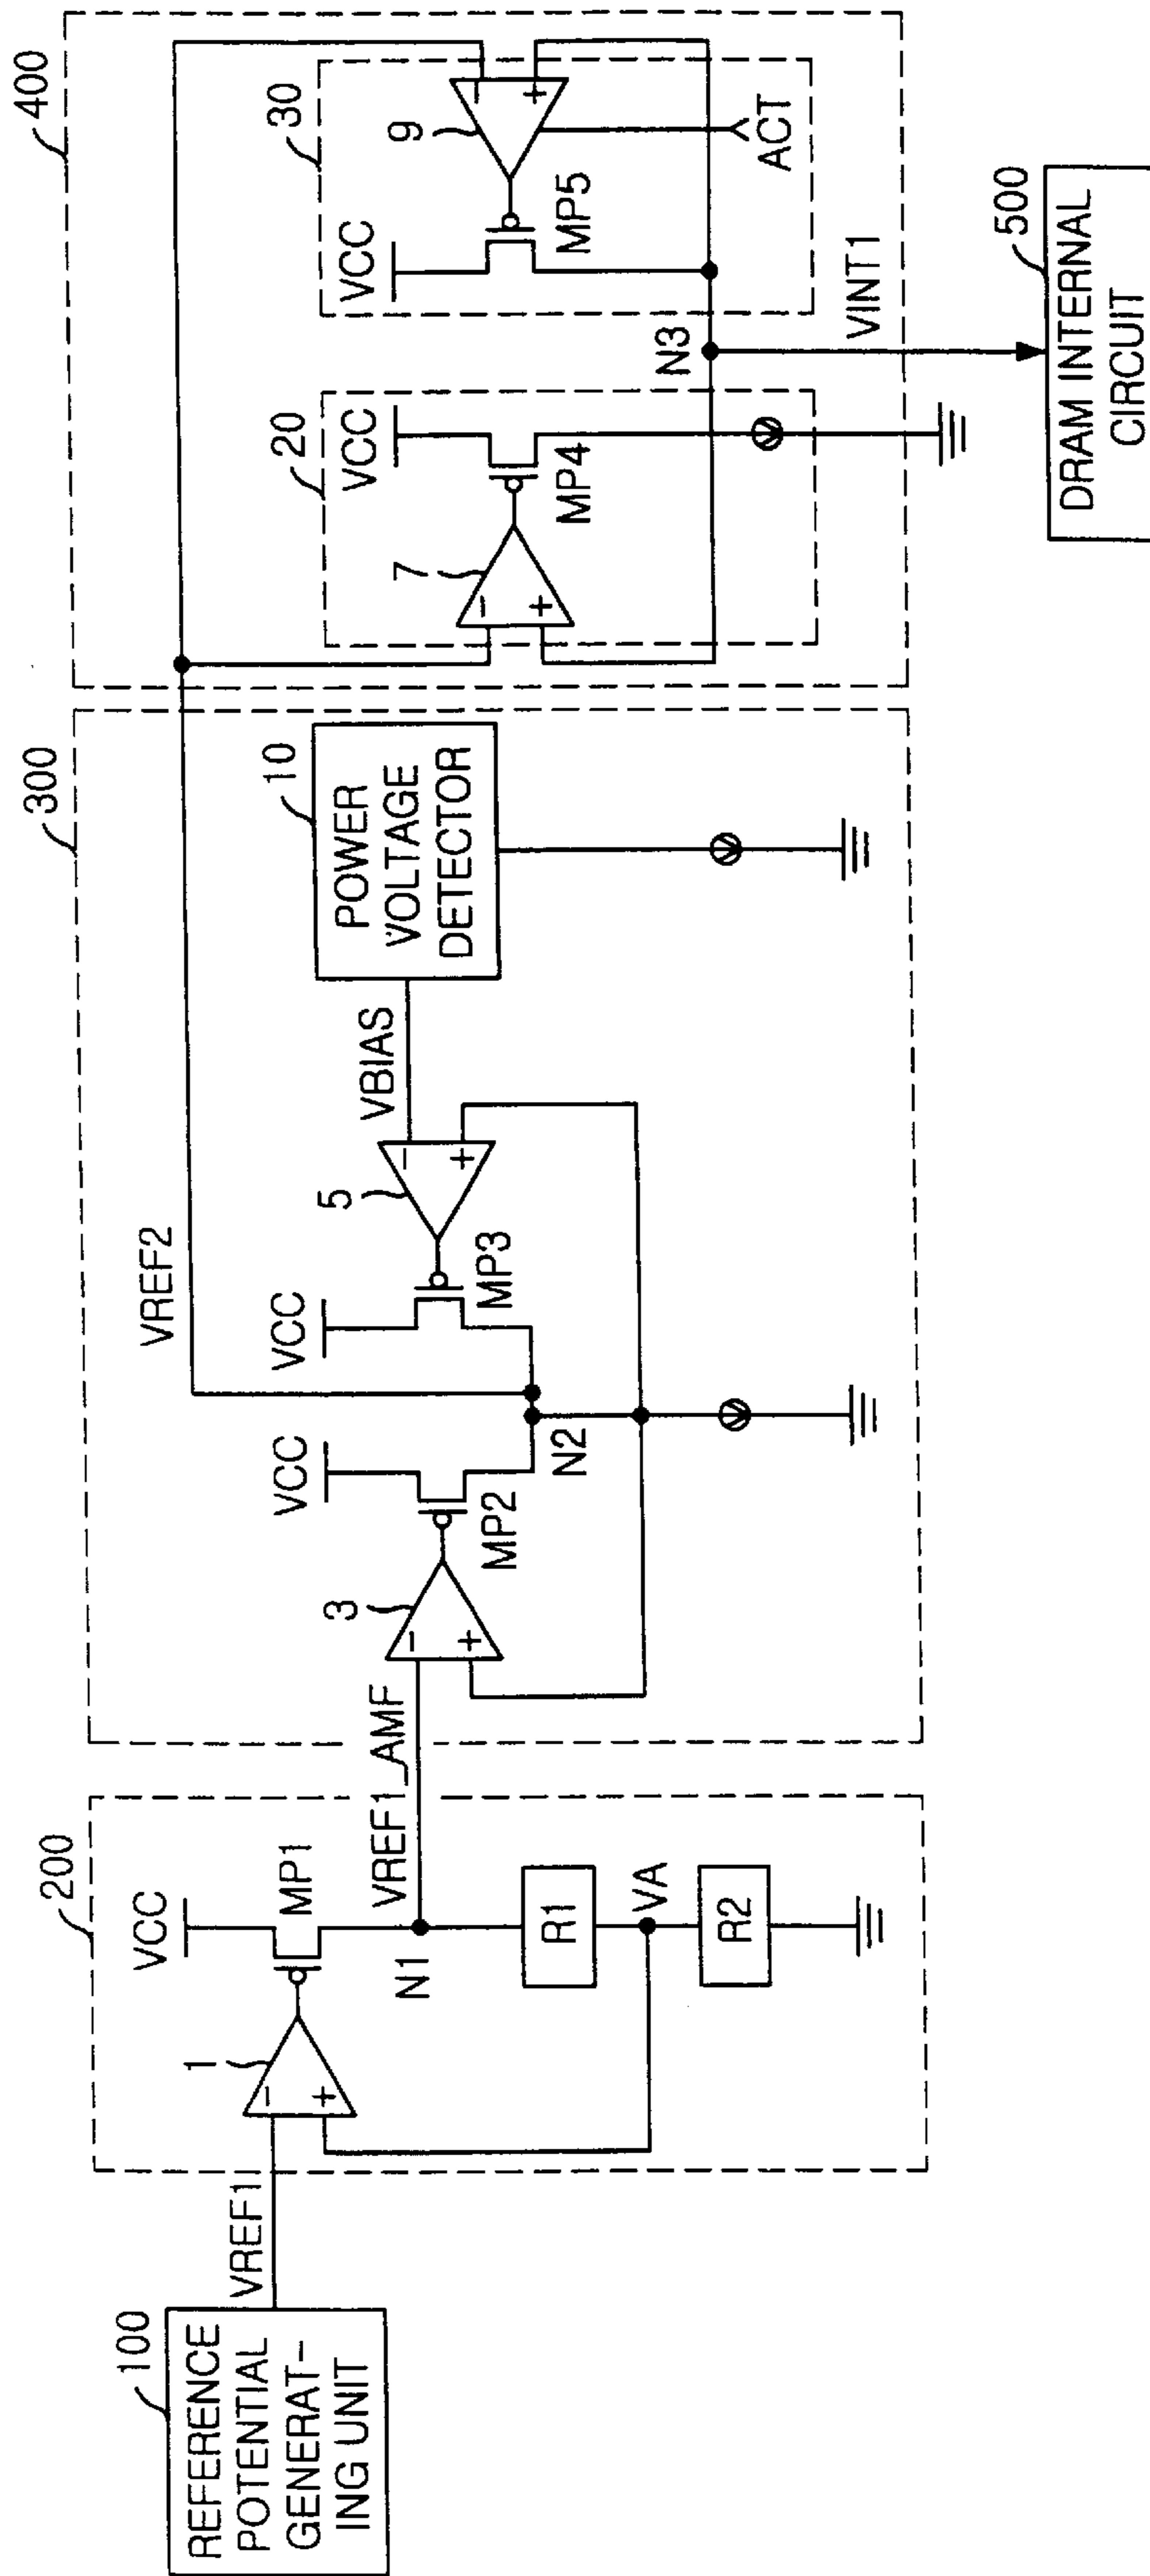 100
REFERENCE
POTENTIAL
GENERAT-
ING UNIT
VREF1
200
1
−
+
VCC
MP1
N1
VREF1_AMF
R1
VA
R2
300
3
−
+
VCC
MP2
N2
VREF2
VCC
MP3
5
−
+
VBIAS
10
POWER
VOLTAGE
DETECTOR
400
20
7
−
+
VCC
MP4
N3
30
VCC
MP5
9
−
+
ACT
VINT1
500
DRAM INTERNAL
CIRCUIT